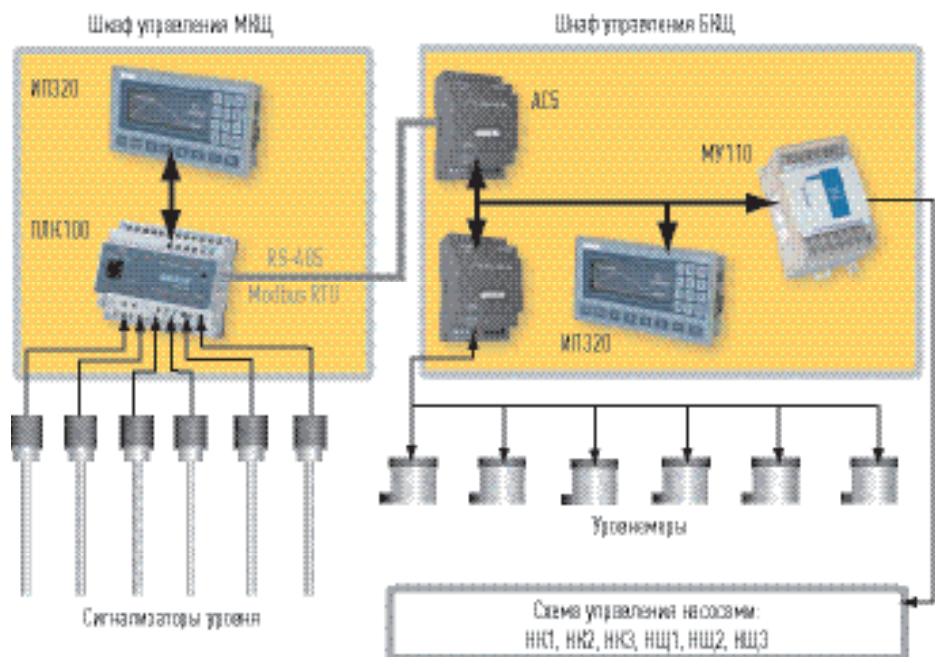 Шкаф управления МКЩ
Шкаф управления БКЩ
ИП320
АС5
МУ110
ПЛК100
RS-485
Modbus RTU
ИП320
Уровнемеры
Сигнализаторы уровня
Схема управления насосами:
НК1, НК2, НК3, НЩ1, НЩ2, НЩ3